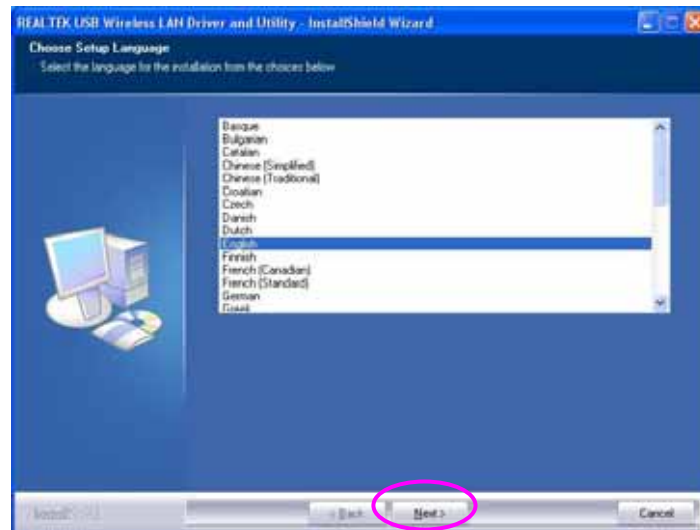 REALTEK USB Wireless LAN Driver and Utility - InstallShield Wizard
Choose Setup Language
Select the language for the installation from the choices below.
Basque
Bulgarian
Catalan
Chinese (Simplified)
Chinese (Traditional)
Croatian
Czech
Danish
Dutch
English
Finnish
French (Canadian)
French (Standard)
German
Greek
InstallShield
< Back
Next >
Cancel